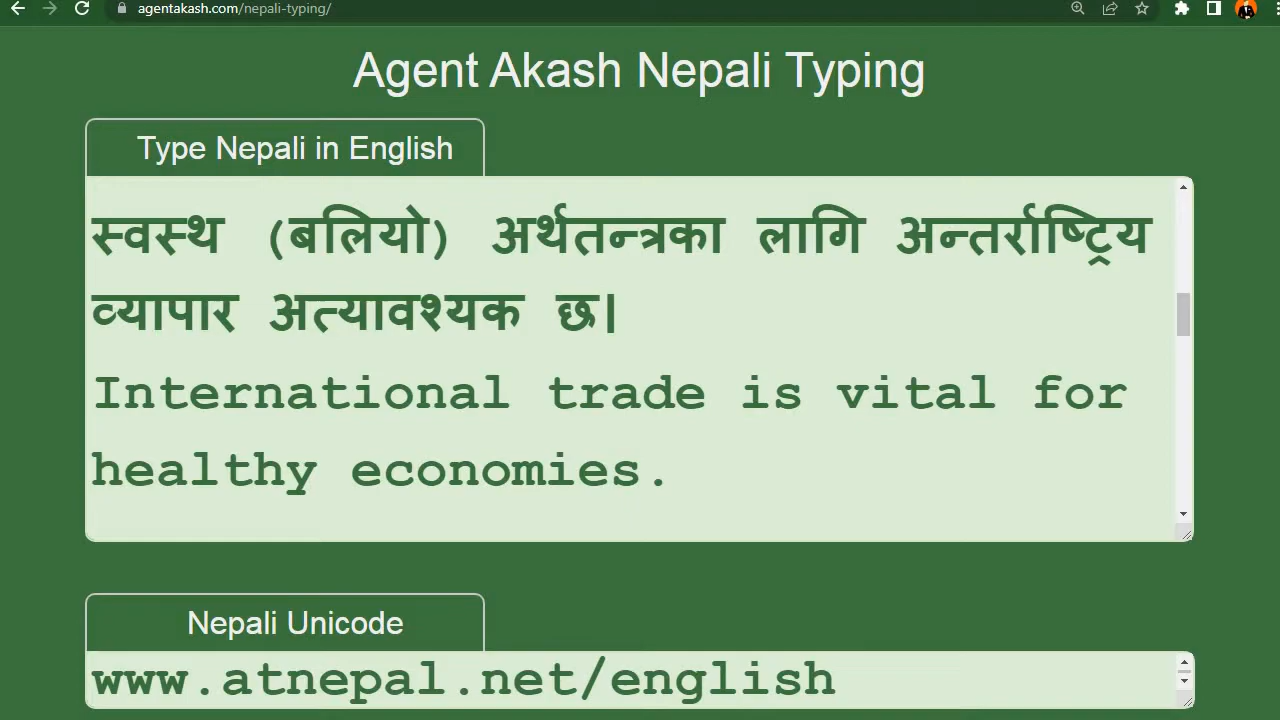 agentakash.com/nepali-typing/
Agent Akash Nepali Typing
Type Nepali in English
स्वस्थ (बलियो) अर्थतन्त्रका लागि अन्तर्राष्ट्रिय
व्यापार अत्यावश्यक छ।
International trade is vital for
healthy economies.
Nepali Unicode
www.atnepal.net/english